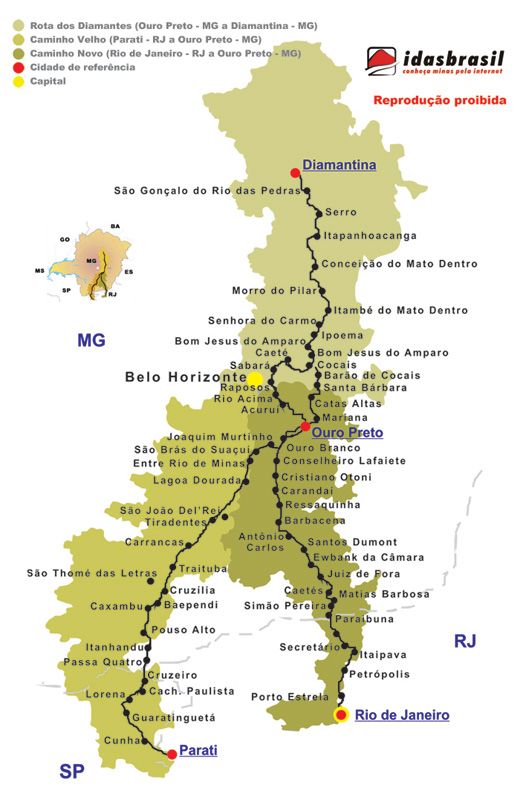 Rota dos Diamantes (Ouro Preto - MG a Diamantina - MG)
Caminho Velho (Parati - RJ a Ouro Preto - MG)
Caminho Novo (Rio de Janeiro - RJ a Ouro Preto - MG)
Cidade de referência
Capital
idasbrasil
conheça minas pela internet
Reprodução proibida
Diamantina
São Gonçalo do Rio das Pedras
Serro
Itapanhoacanga
BA
GO
MG
MS
ES
SP
RJ
Conceição do Mato Dentro
Morro do Pilar
Itambé do Mato Dentro
Senhora do Carmo
Ipoema
MG
Bom Jesus do Amparo
Bom Jesus do Amparo
Caeté
Cocais
Sabará
Barão de Cocais
Belo Horizonte
Raposos
Santa Bárbara
Rio Acima
Catas Altas
Acuruí
Mariana
Ouro Preto
Joaquim Murtinho
Ouro Branco
São Brás do Suaçuí
Entre Rio de Minas
Conselheiro Lafaiete
Lagoa Dourada
Cristiano Otoni
Carandaí
Ressaquinha
São João Del'Rei
Tiradentes
Barbacena
Carrancas
Antônio
Carlos
Santos Dumont
Ewbank da Câmara
Traituba
São Thomé das Letras
Juiz de Fora
Cruzília
Caetés
Matias Barbosa
Caxambu
Baependi
Simão Pereira
Paraíbuna
Pouso Alto
RJ
Itanhandu
Secretário
Itaipava
Passa Quatro
Cruzeiro
Petrópolis
Lorena
Cach. Paulista
Porto Estrela
Guaratinguetá
Rio de Janeiro
Cunha
Parati
SP